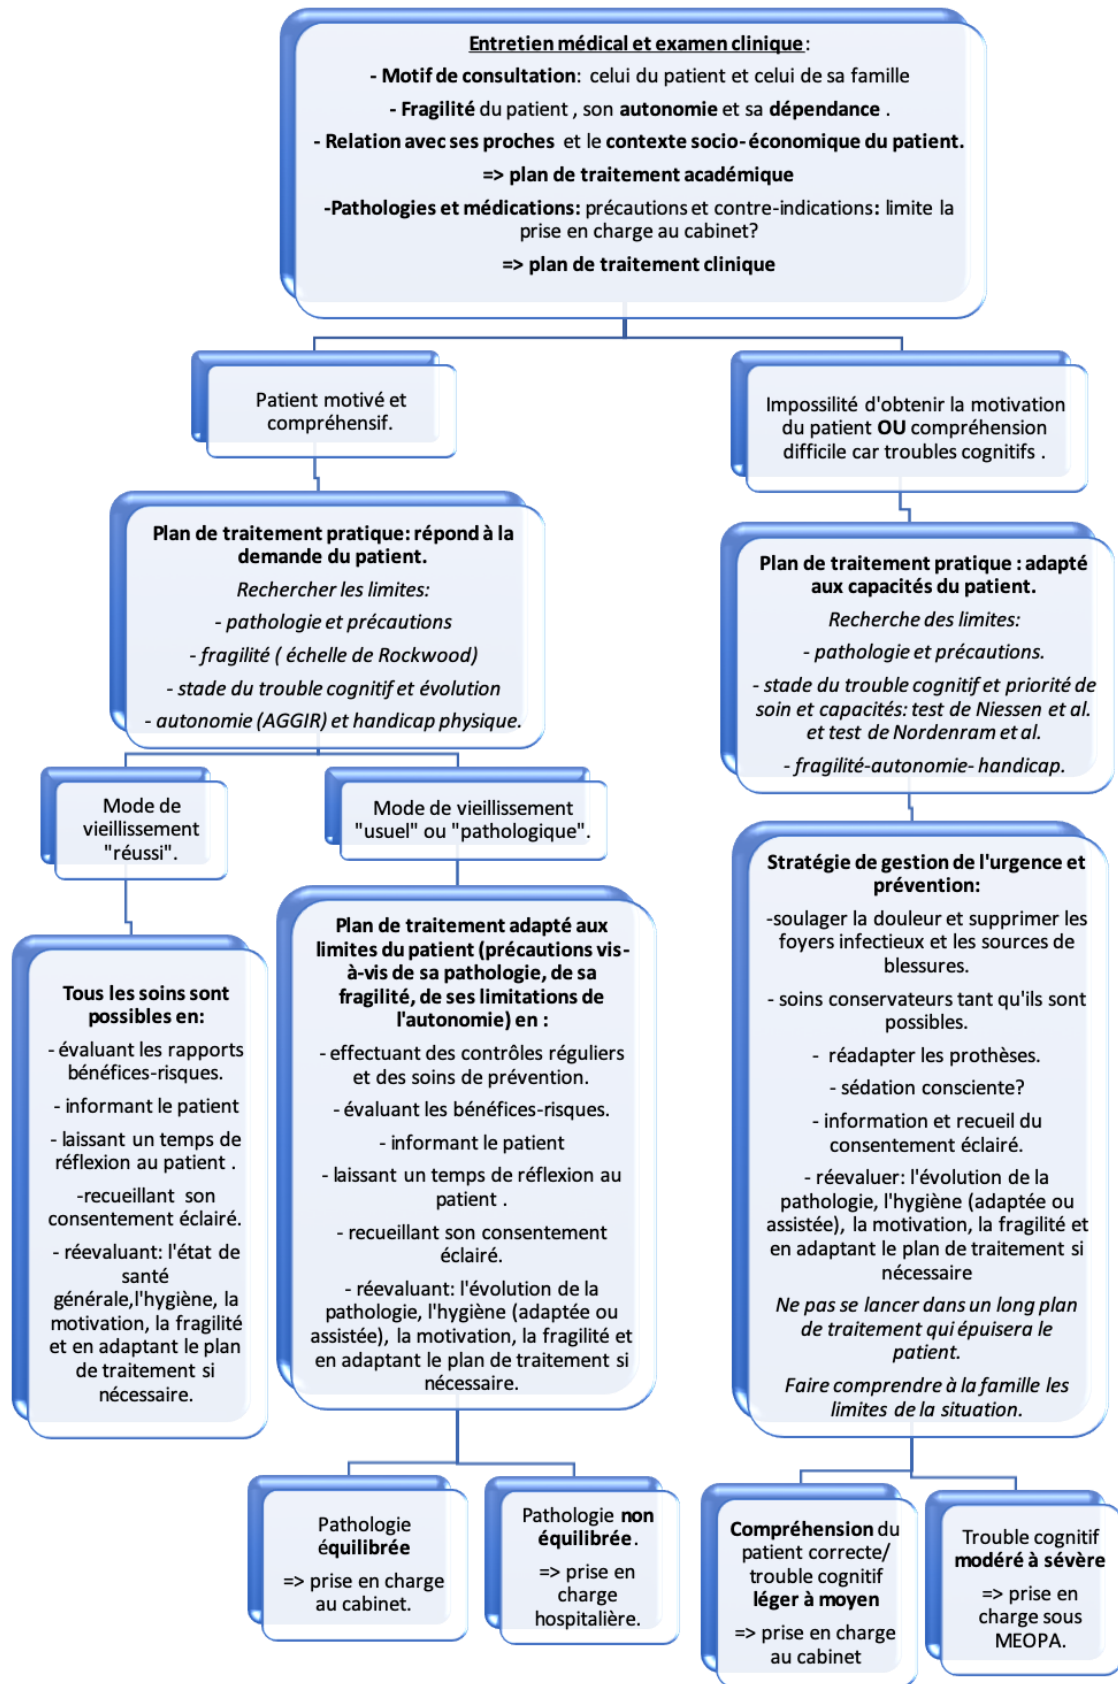 Entretien médical et examen clinique:
- Motif de consultation: celui du patient et celui de sa famille
- Fragilité du patient , son autonomie et sa dépendance .
- Relation avec ses proches et le contexte socio-économique du patient.
=> plan de traitement académique
-Pathologies et médications: précautions et contre-indications: limite la
prise en charge au cabinet?
=> plan de traitement clinique
Patient motivé et
compréhensif.
Impossilité d'obtenir la motivation
du patient OU compréhension
difficile car troubles cognitifs .
Plan de traitement pratique: répond à la
demande du patient.
Rechercher les limites:
- pathologie et précautions
- fragilité ( échelle de Rockwood)
- stade du trouble cognitif et évolution
- autonomie (AGGIR) et handicap physique.
Plan de traitement pratique : adapté
aux capacités du patient.
Recherche des limites:
- pathologie et précautions.
- stade du trouble cognitif et priorité de
soin et capacités: test de Niessen et al.
et test de Nordenram et al.
- fragilité-autonomie- handicap.
Mode de
vieillissement
"réussi".
Mode de vieillissement
"usuel" ou "pathologique".
Tous les soins sont
possibles en:
- évaluant les rapports
bénéfices-risques.
- informant le patient
- laissant un temps de
réflexion au patient .
-recueillant son
consentement éclairé.
- réevaluant: l'état de
santé
générale,l'hygiène, la
motivation, la fragilité
et en adaptant le plan
de traitement si
nécessaire.
Plan de traitement adapté aux
limites du patient (précautions vis-
à-vis de sa pathologie, de sa
fragilité, de ses limitations de
l'autonomie) en :
- effectuant des contrôles réguliers
et des soins de prévention.
- évaluant les bénéfices-risques.
- informant le patient
- laissant un temps de réflexion au
patient .
- recueillant son consentement
éclairé.
- réevaluant: l'évolution de la
pathologie, l'hygiène (adaptée ou
assistée), la motivation, la fragilité et
en adaptant le plan de traitement si
nécessaire.
Stratégie de gestion de l'urgence et
prévention:
-soulager la douleur et supprimer les
foyers infectieux et les sources de
blessures.
- soins conservateurs tant qu'ils sont
possibles.
- réadapter les prothèses.
- sédation consciente?
- information et recueil du
consentement éclairé.
- réevaluer: l'évolution de la
pathologie, l'hygiène (adaptée ou
assistée), la motivation, la fragilité et
en adaptant le plan de traitement si
nécessaire
Ne pas se lancer dans un long plan
de traitement qui épuisera le
patient.
Faire comprendre à la famille les
limites de la situation.
Pathologie
équilibrée
=> prise en charge
au cabinet.
Pathologie non
équilibrée .
=> prise en
charge
hospitalière.
Compréhension du
patient correcte/
trouble cognitif
léger à moyen
=> prise en charge
au cabinet
Trouble cognitif
modéré à sévère
=> prise en
charge sous
MEOPA.